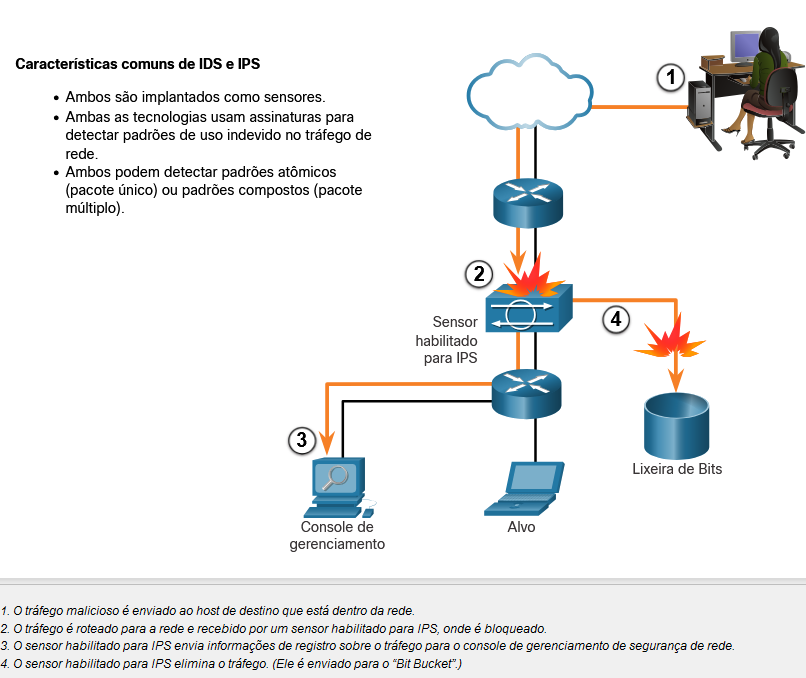 Características comuns de IDS e IPS
• Ambos são implantados como sensores.
• Ambas as tecnologias usam assinaturas para
detectar padrões de uso indevido no tráfego de
rede.
• Ambos podem detectar padrões atômicos
(pacote único) ou padrões compostos (pacote
múltiplo).
1
2
Sensor
habilitado
para IPS
4
3
Lixeira de Bits
Console de
gerenciamento
Alvo
1. O tráfego malicioso é enviado ao host de destino que está dentro da rede.
2. O tráfego é roteado para a rede e recebido por um sensor habilitado para IPS, onde é bloqueado.
3. O sensor habilitado para IPS envia informações de registro sobre o tráfego para o console de gerenciamento de segurança de rede.
4. O sensor habilitado para IPS elimina o tráfego. (Ele é enviado para o “Bit Bucket”.)